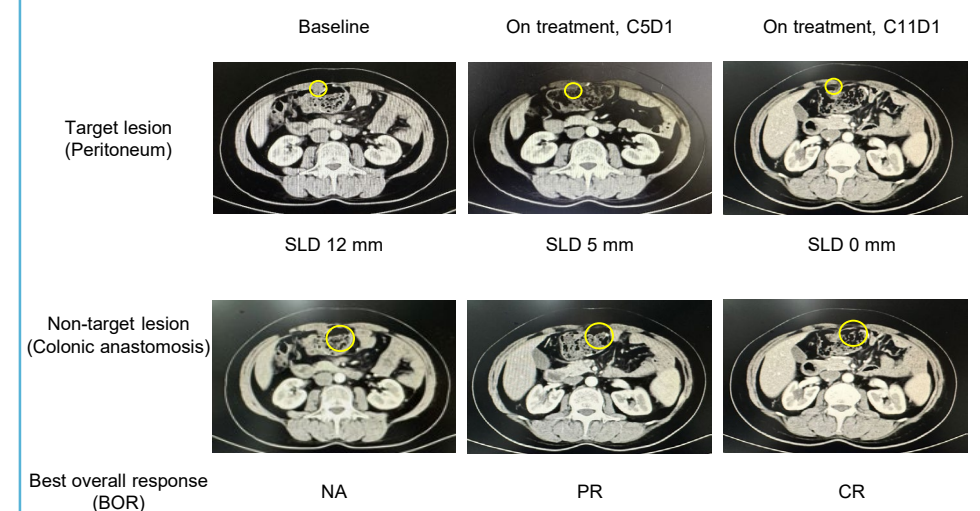 Baseline
On treatment, C5D1
On treatment, C11D1
Target lesion
(Peritoneum)
SLD 12 mm
SLD 5 mm
SLD 0 mm
Non-target lesion
(Colonic anastomosis)
Best overall response
(BOR)
NA
PR
CR